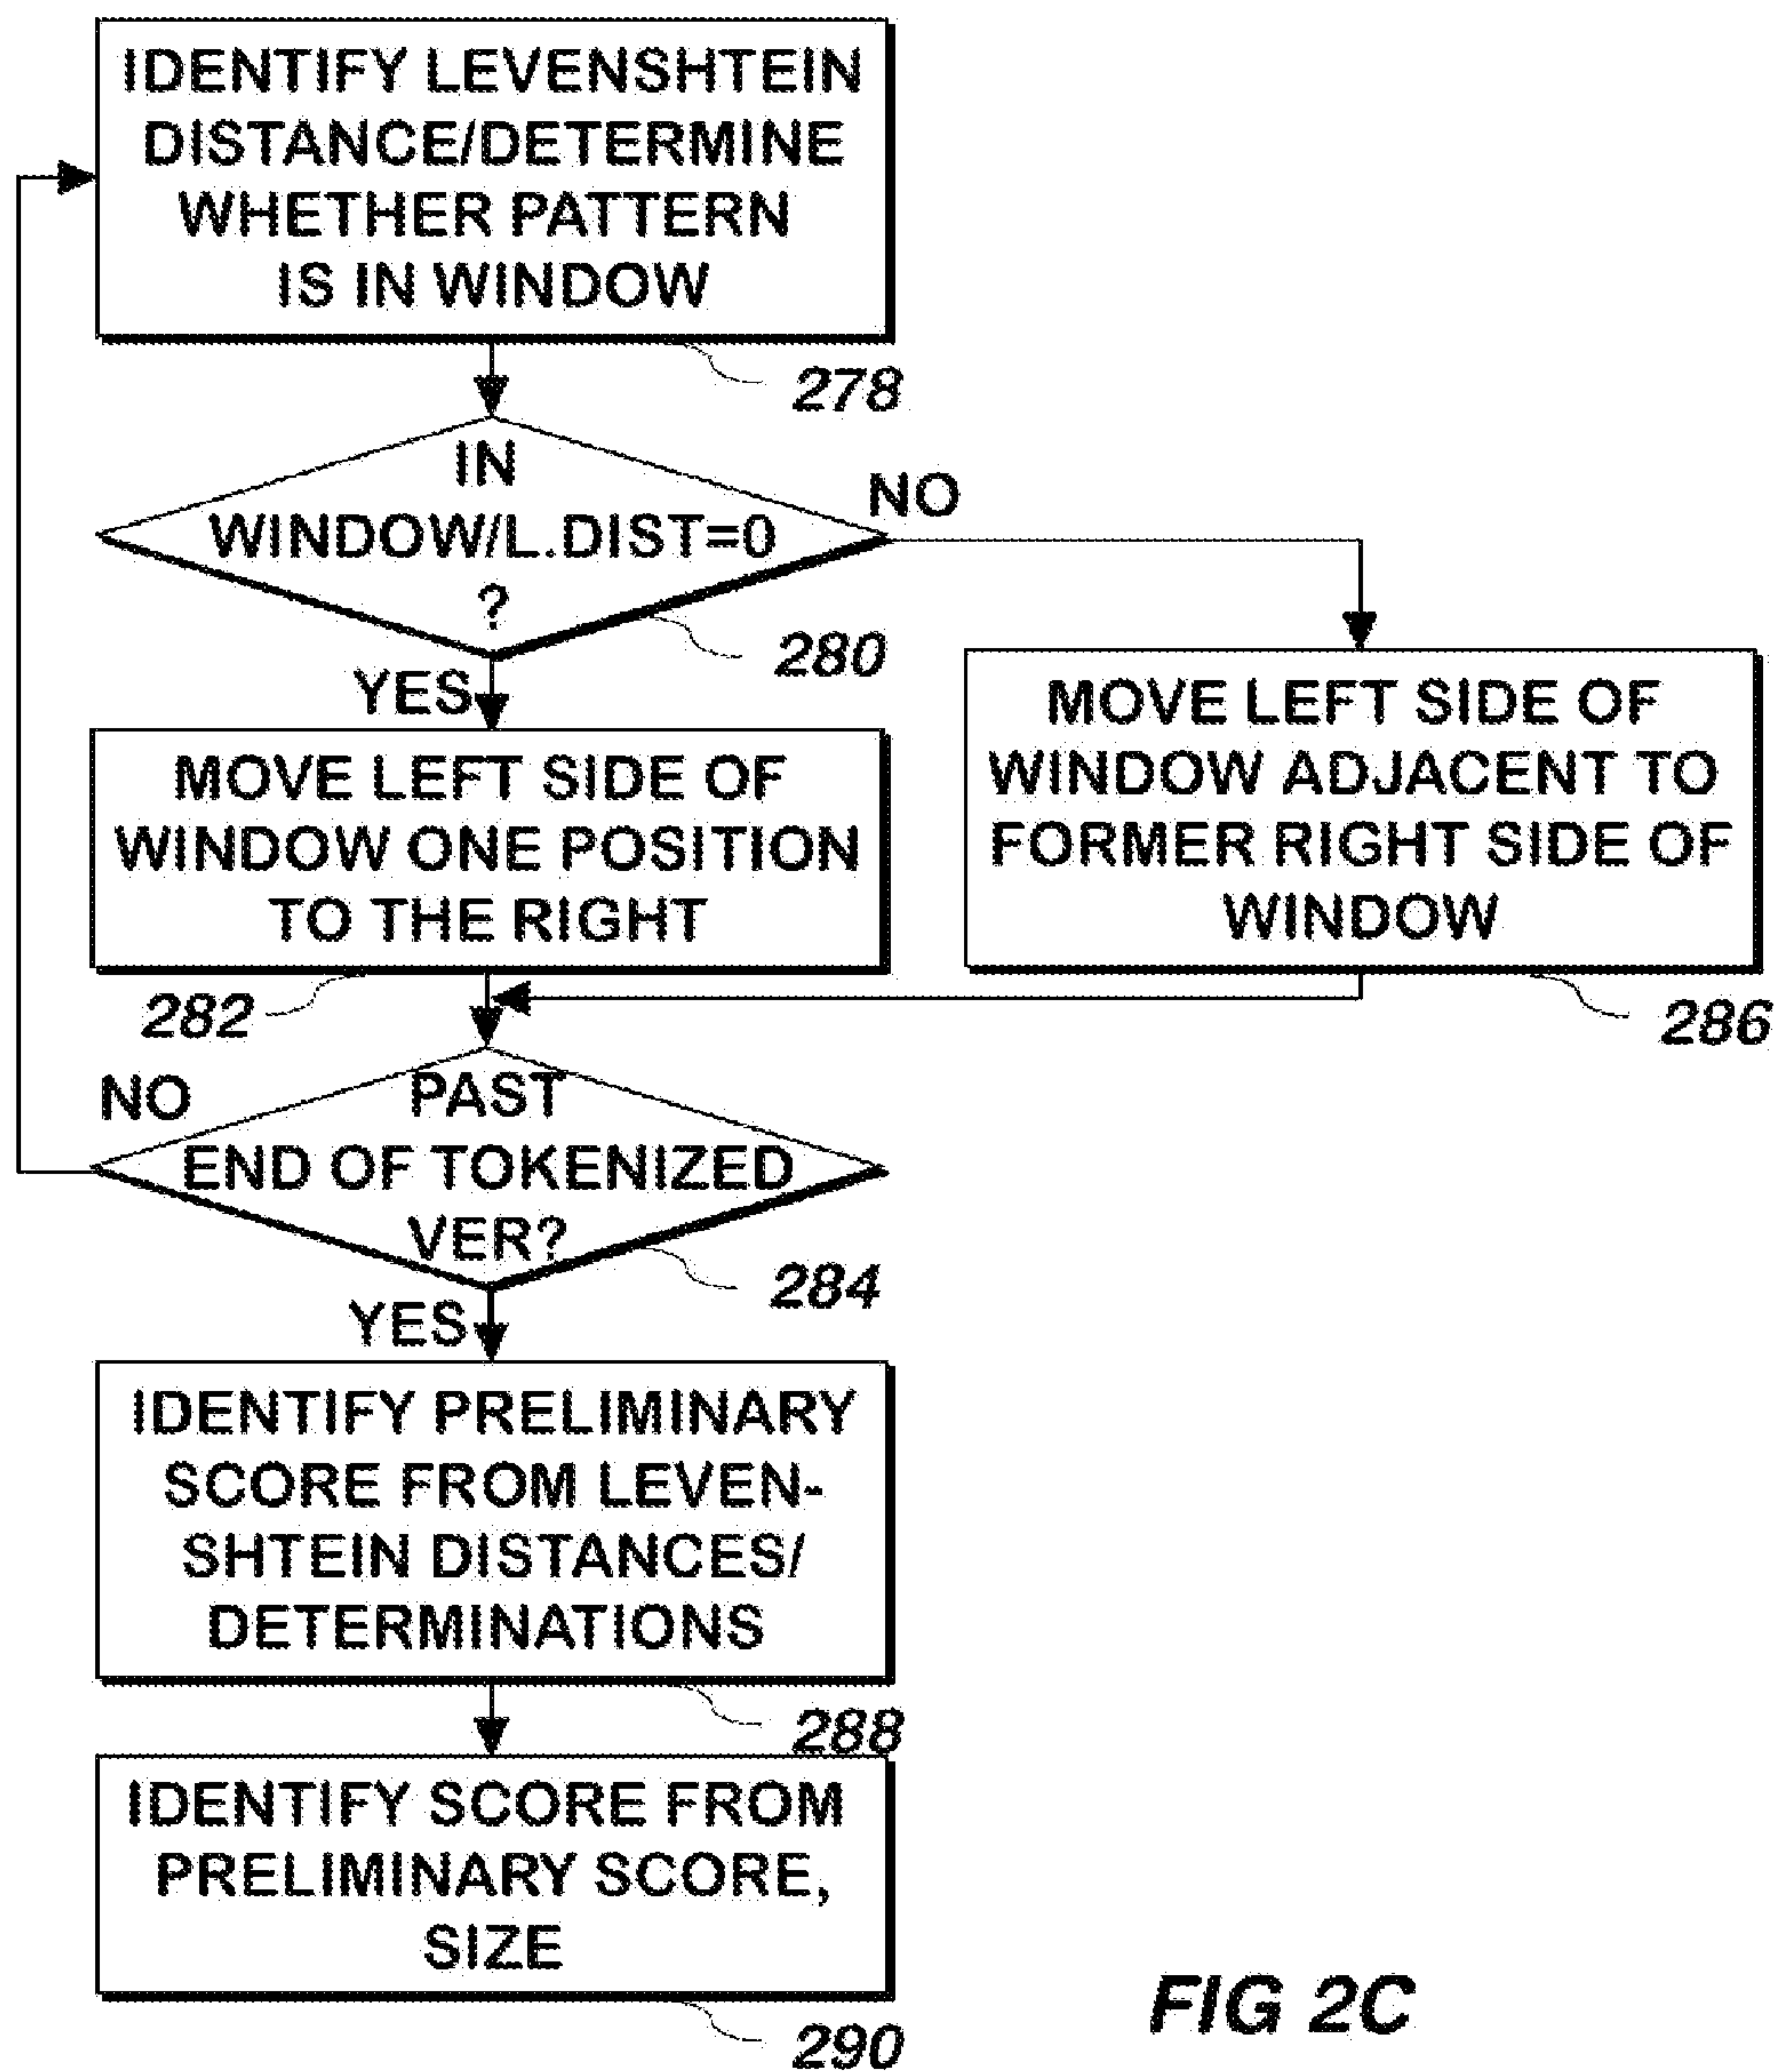 IDENTIFY LEVENSHTEIN
DISTANCE/DETERMINE
WHETHER PATTERN
IS IN WINDOW
278
IN
WINDOW/L.DIST=0
?
NO
280
YES
MOVE LEFT SIDE OF
WINDOW ONE POSITION
TO THE RIGHT
282
MOVE LEFT SIDE OF
WINDOW ADJACENT TO
FORMER RIGHT SIDE OF
WINDOW
286
NO
PAST
END OF TOKENIZED
VER?
284
YES
IDENTIFY PRELIMINARY
SCORE FROM LEVEN-
SHTEIN DISTANCES/
DETERMINATIONS
288
IDENTIFY SCORE FROM
PRELIMINARY SCORE,
SIZE
290
FIG 2C